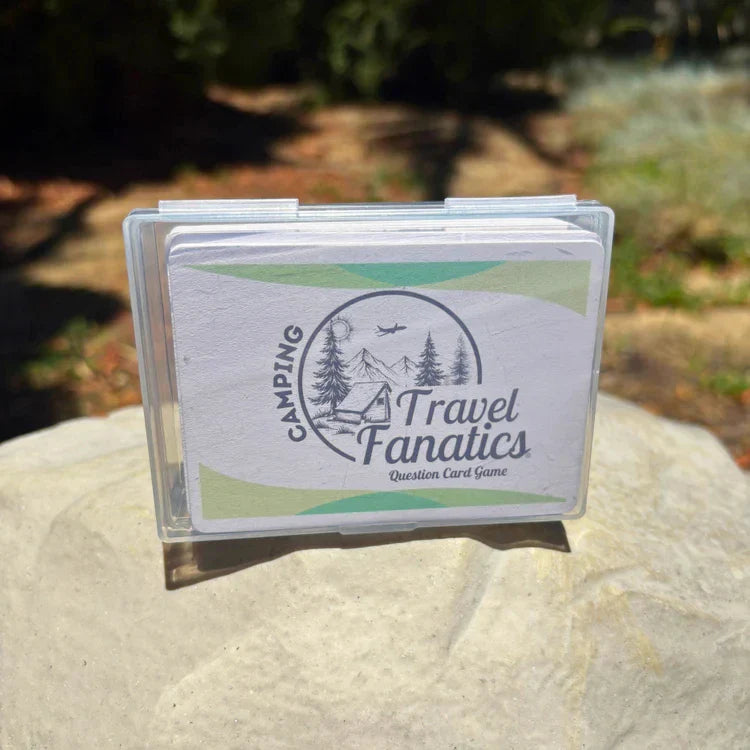 CAMPING
Travel
Fanatics
Question Card Game